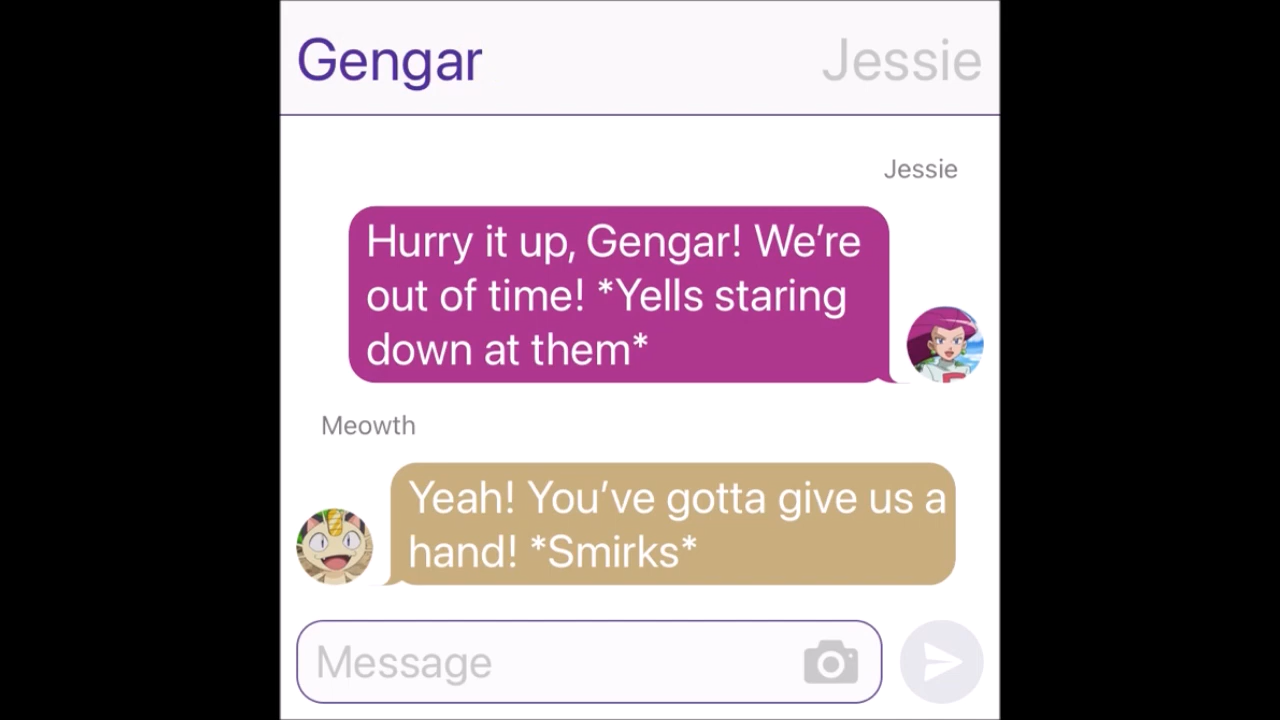 Gengar Jessie
Jessie
Hurry it up, Gengar! We’re
out of time! *Yells staring
down at them*
Meowth
Yeah! You’ve gotta give us a
hand! *Smirks*
Message